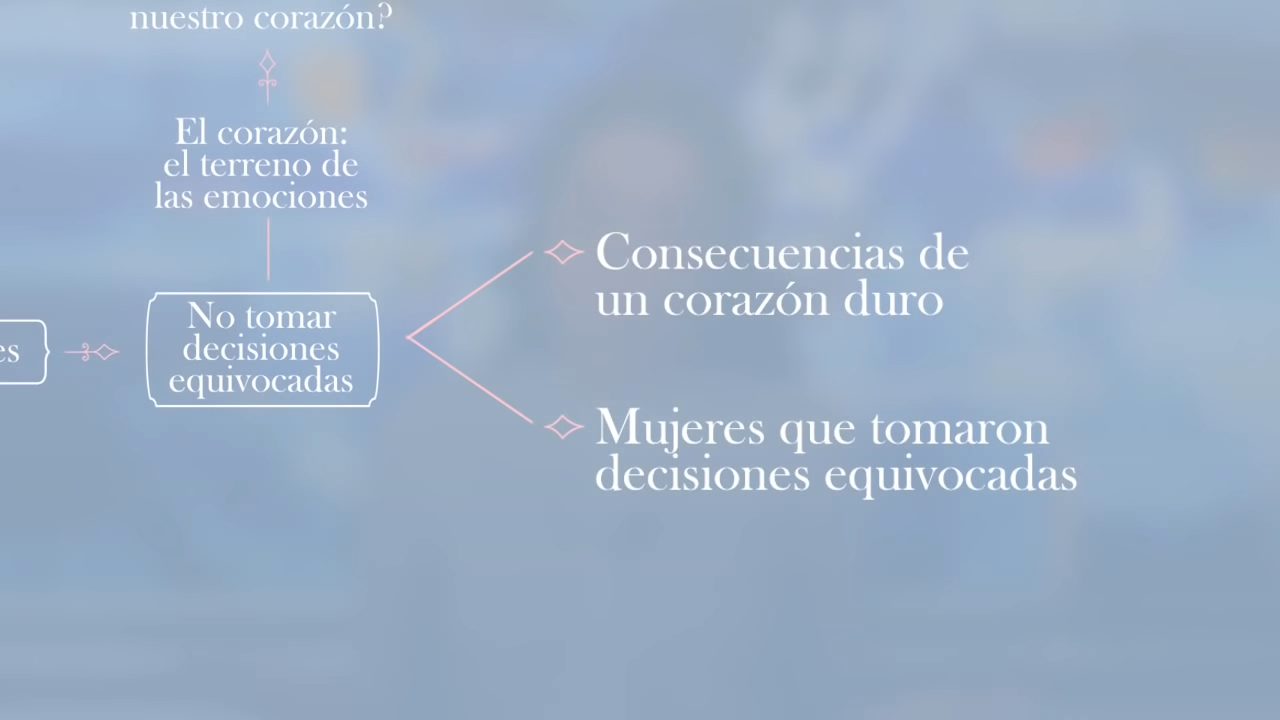 nuestro corazón?
El corazón:
el terreno de
las emociones
es
No tomar
decisiones
equivocadas
Consecuencias de
un corazón duro
Mujeres que tomaron
decisiones equivocadas